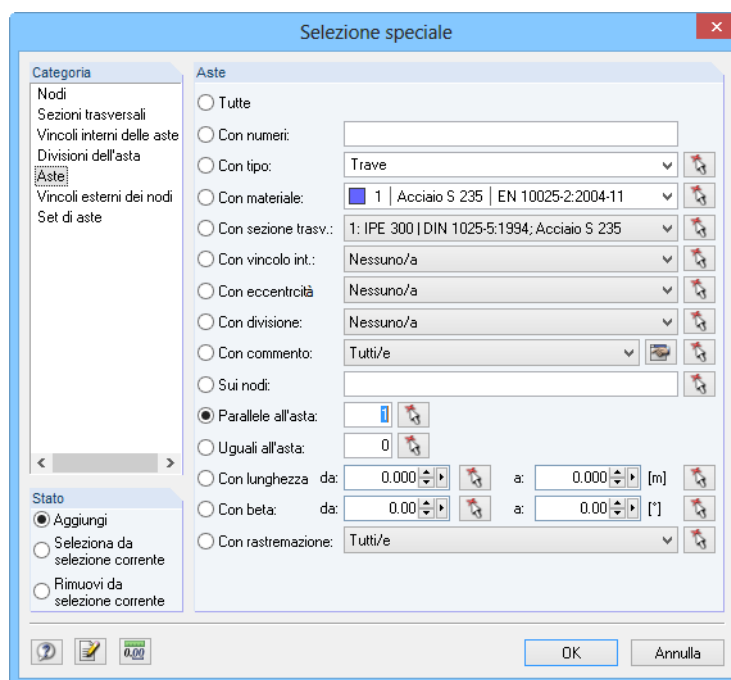 Selezione speciale
Categoria
Nodi
Sezioni trasversali
Vincoli interni delle aste
Divisioni dell'asta
Aste
Vincoli esterni dei nodi
Set di aste
Stato
Aggiungi
Seleziona da
selezione corrente
Rimuovi da
selezione corrente
Aste
Tutte
Con numeri:
Con tipo: Trave
Con materiale: 1 | Acciaio S 235 | EN 10025-2:2004-11
Con sezione trasv.: 1: IPE 300 | DIN 1025-5:1994; Acciaio S 235
Con vincolo int.: Nessuno/a
Con eccentrcità Nessuno/a
Con divisione: Nessuno/a
Con commento: Tutti/e
Sui nodi:
Parallele all'asta: 1
Uguali all'asta: 0
Con lunghezza da: 0.000 a: 0.000 [m]
Con beta: da: 0.00 a: 0.00 [°]
Con rastremazione: Tutti/e
0.00
OK Annulla